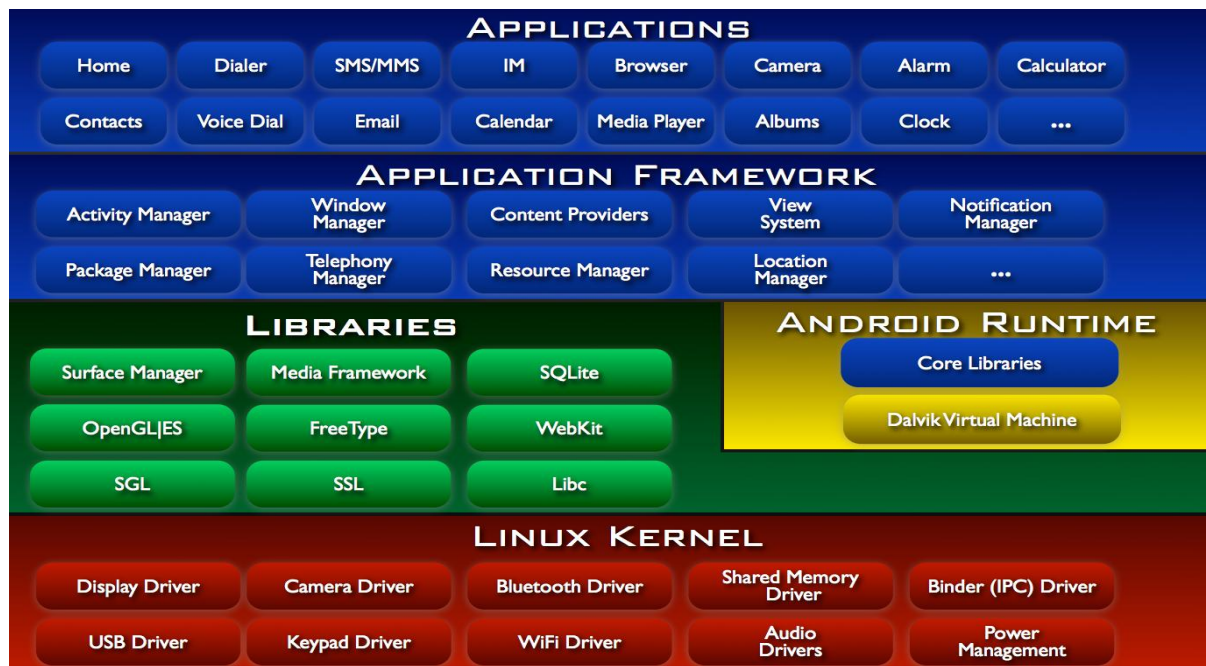 Applications
Home Dialer SMS/MMS IM Browser Camera Alarm Calculator
Contacts Voice Dial Email Calendar Media Player Albums Clock ...
Application Framework
Activity Manager
Window
Manager
Content Providers
View
System
Notification
Manager
Package Manager
Telephony
Manager
Resource Manager
Location
Manager
...
Libraries
Surface Manager Media Framework SQLite
OpenGL|ES FreeType WebKit
SGL SSL Libc
Android Runtime
Core Libraries
Dalvik Virtual Machine
Linux Kernel
Display Driver
Camera Driver
Bluetooth Driver
Shared Memory
Driver
Binder (IPC) Driver
USB Driver
Keypad Driver
WiFi Driver
Audio
Drivers
Power
Management